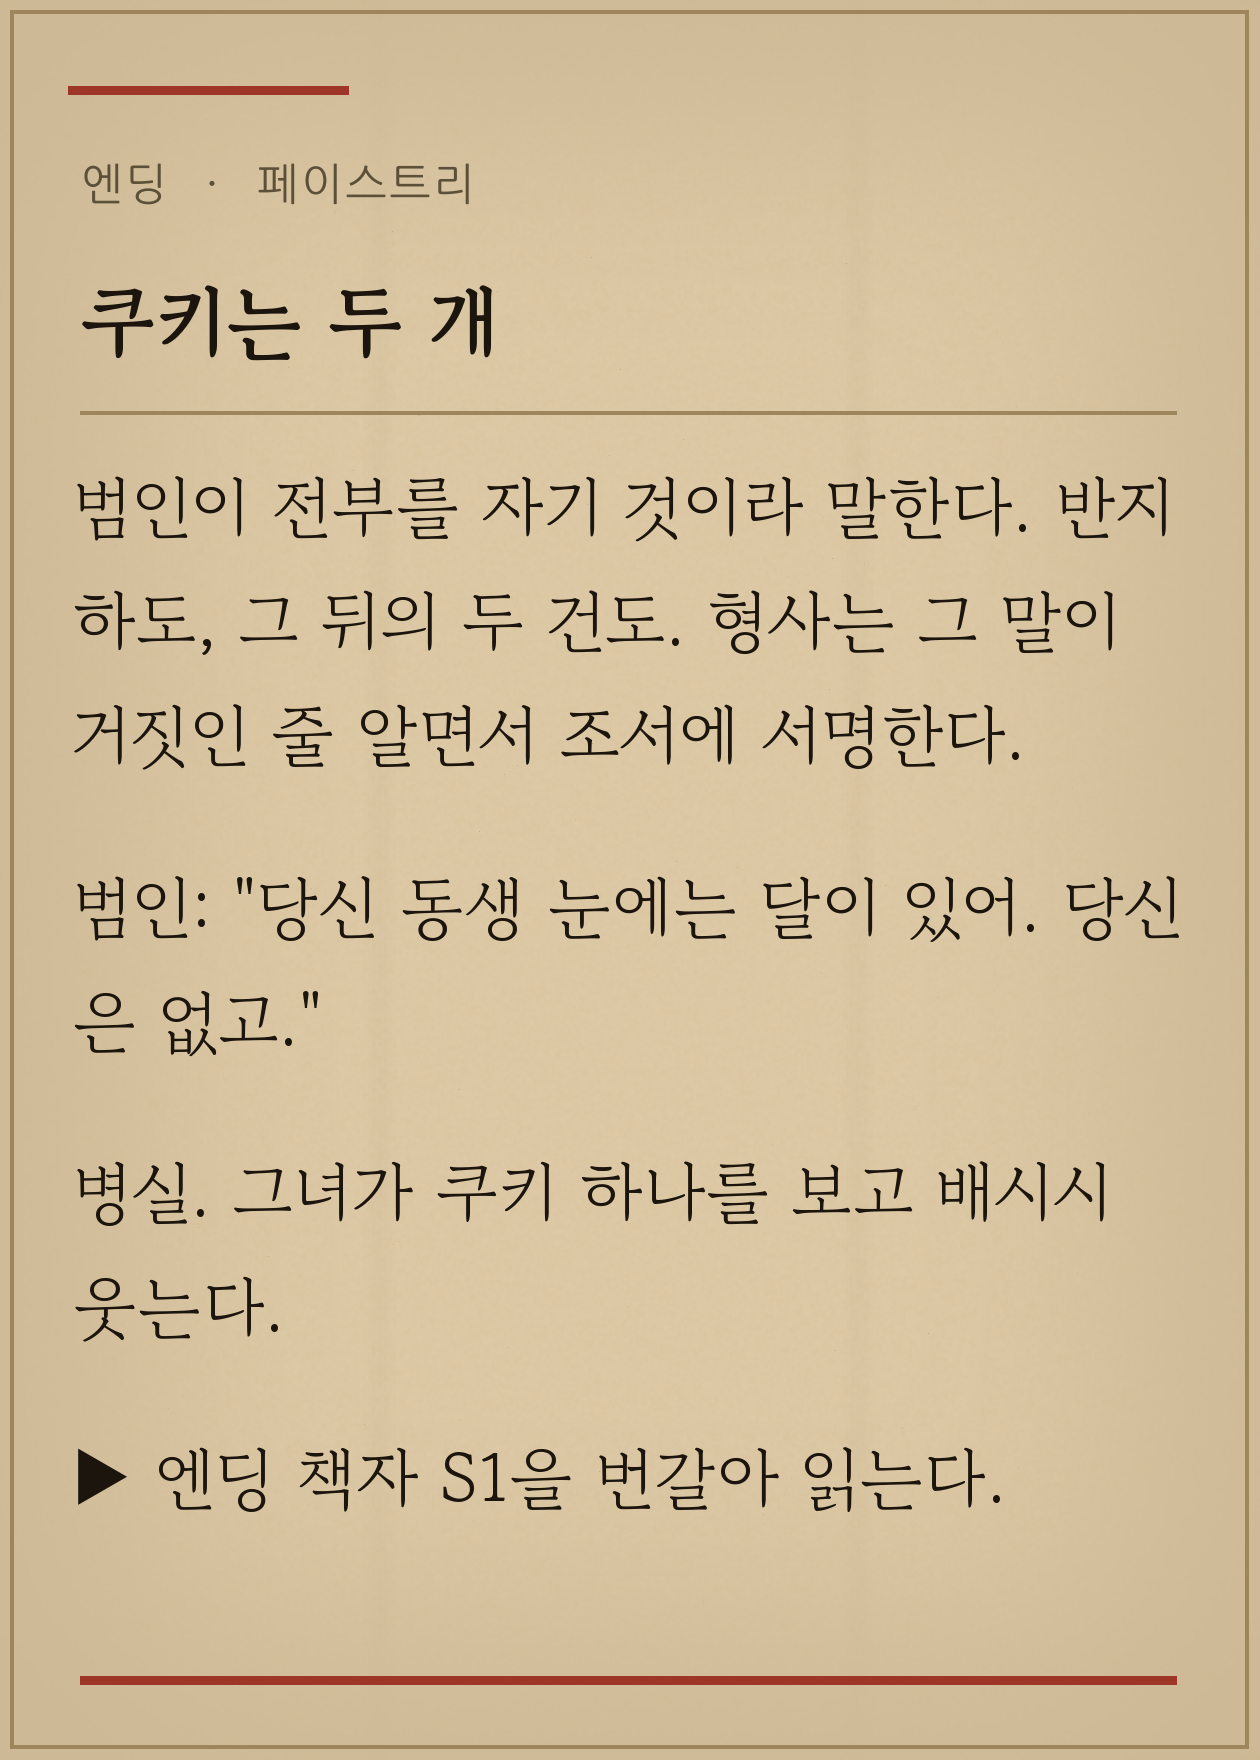 엔딩 · 페이스트리
쿠키는 두 개
범인이 전부를 자기 것이라 말한다. 반지
하도, 그 뒤의 두 건도. 형사는 그 말이
거짓인 줄 알면서 조서에 서명한다.
범인: "당신 동생 눈에는 달이 있어. 당신
은 없고."
병실. 그녀가 쿠키 하나를 보고 배시시
웃는다.
▶ 엔딩 책자 S1을 번갈아 읽는다.